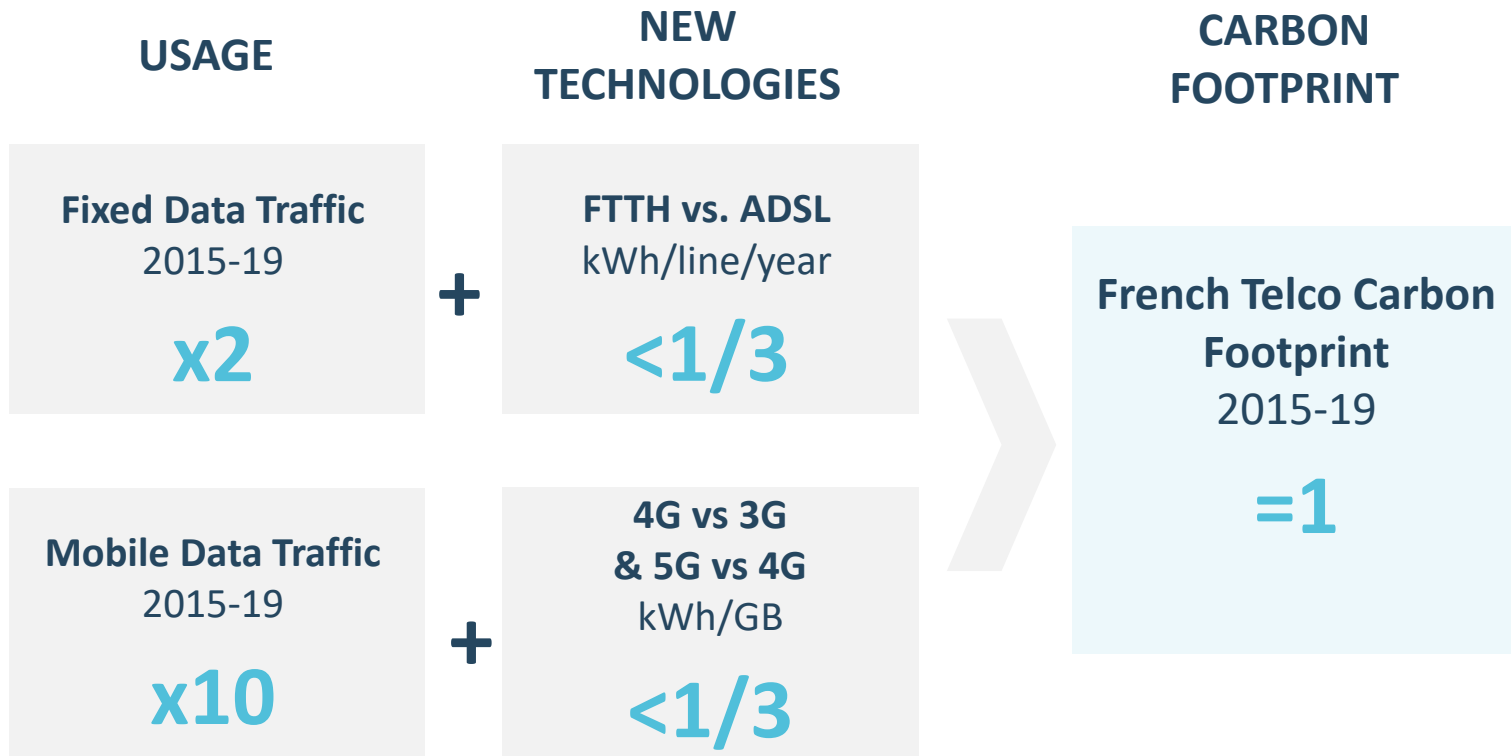 USAGE
NEW
TECHNOLOGIES
CARBON
FOOTPRINT
Fixed Data Traffic
2015-19
x2
+
FTTH vs. ADSL
kWh/line/year
<1/3
Mobile Data Traffic
2015-19
x10
+
4G vs 3G
& 5G vs 4G
kWh/GB
<1/3
French Telco Carbon
Footprint
2015-19
=1